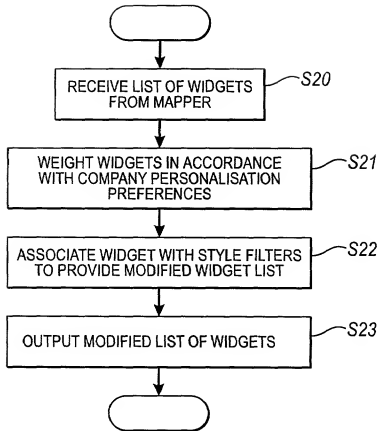 RECEIVE LIST OF WIDGETS
FROM MAPPER
S20
WEIGHT WIDGETS IN ACCORDANCE
WITH COMPANY PERSONALISATION
PREFERENCES
S21
ASSOCIATE WIDGET WITH STYLE FILTERS
TO PROVIDE MODIFIED WIDGET LIST
S22
OUTPUT MODIFIED LIST OF WIDGETS
S23